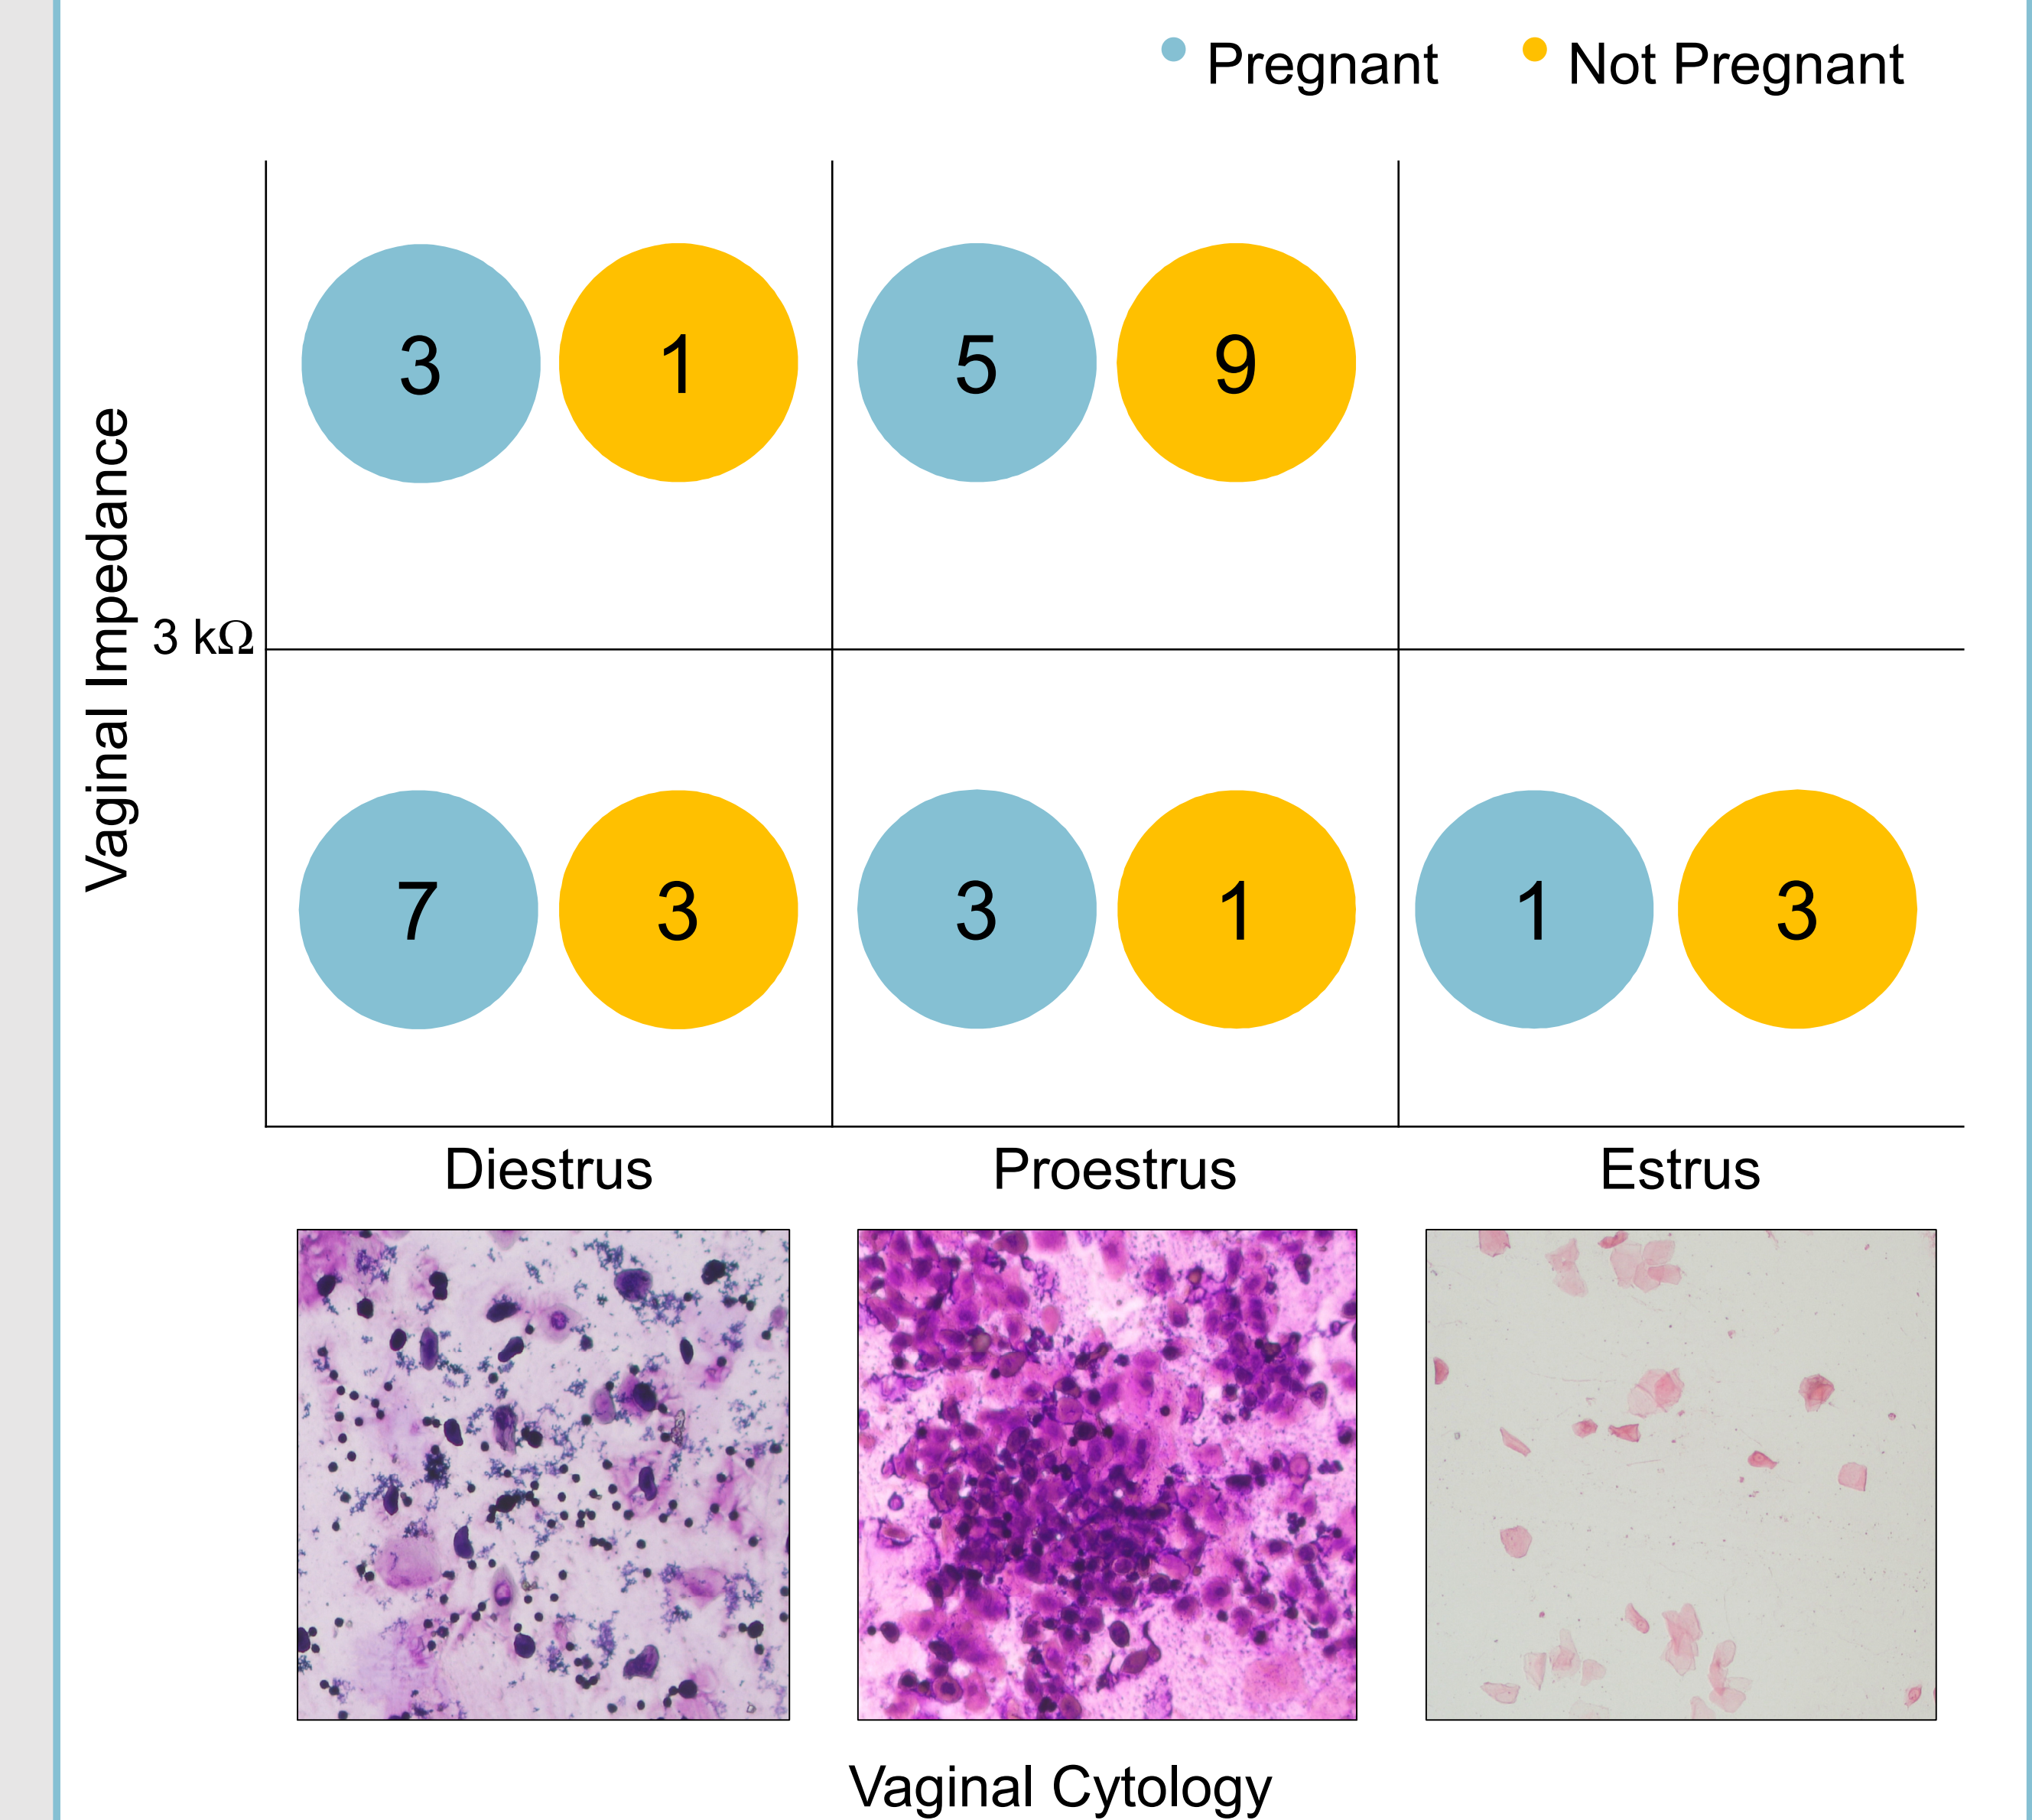 Pregnant Not Pregnant
3 1 5 9
Vaginal Impedance
3 kΩ
7 3 3 1 1 3
Diestrus Proestrus Estrus
Vaginal Cytology